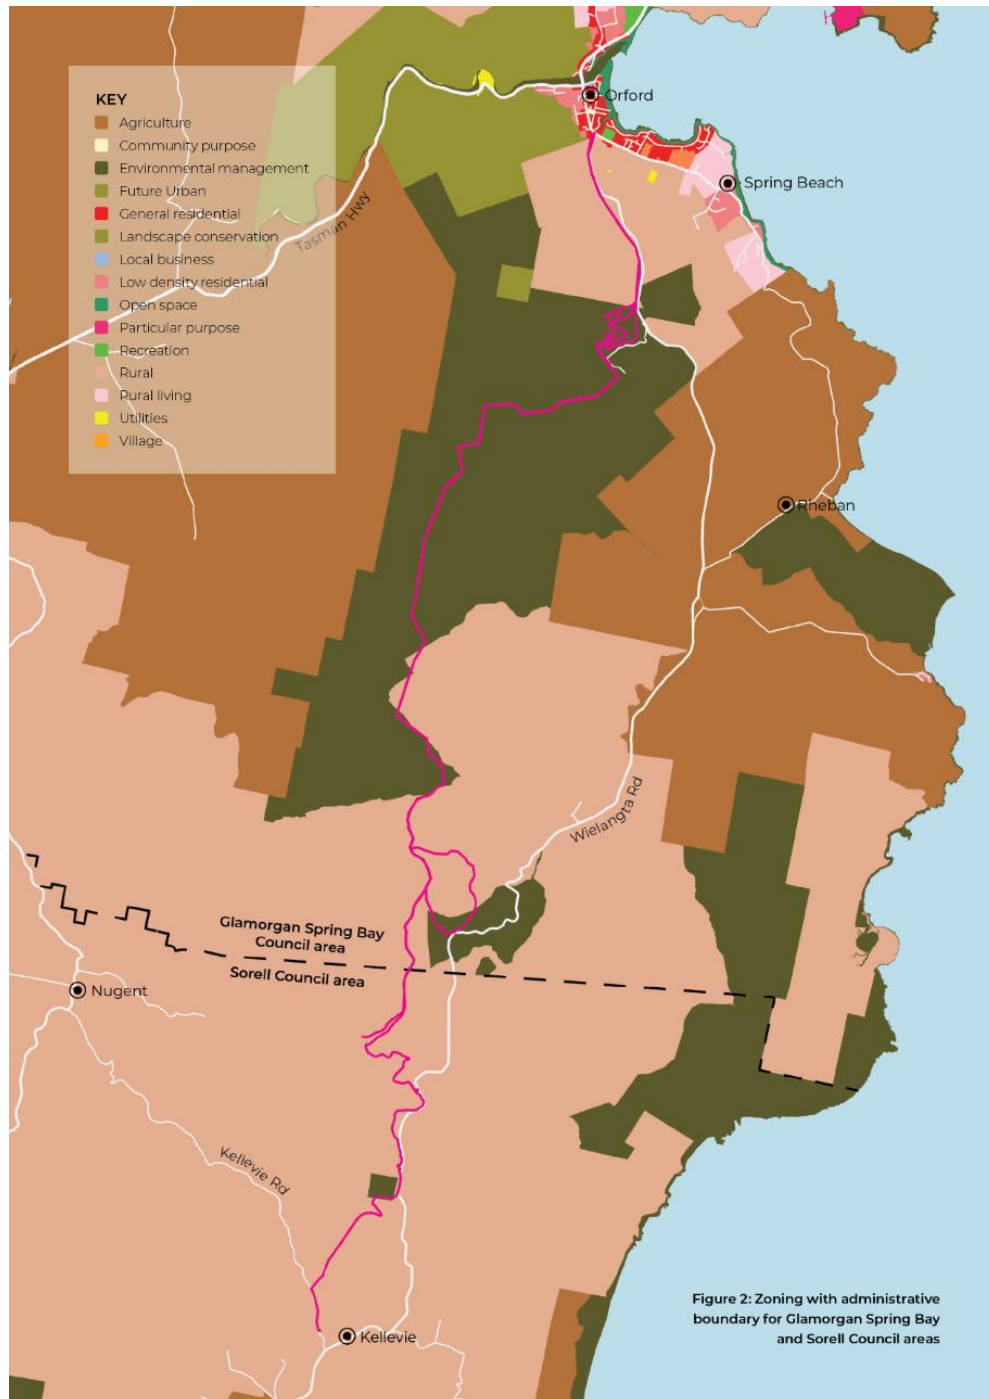 Orford
KEY
Agriculture
Community purpose
Environmental management
Future Urban
General residential
Landscape conservation
Local business
Low density residential
Open space
Particular purpose
Recreation
Rural
Rural living
Utilities
Village
Spring Beach
Tasman Hwy
Rheban
Wielangta Rd
Glamorgan Spring Bay
Council area
Sorell Council area
Nugent
Kellevie Rd
Figure 2: Zoning with administrative
boundary for Glamorgan Spring Bay
and Sorell Council areas
Kellevie